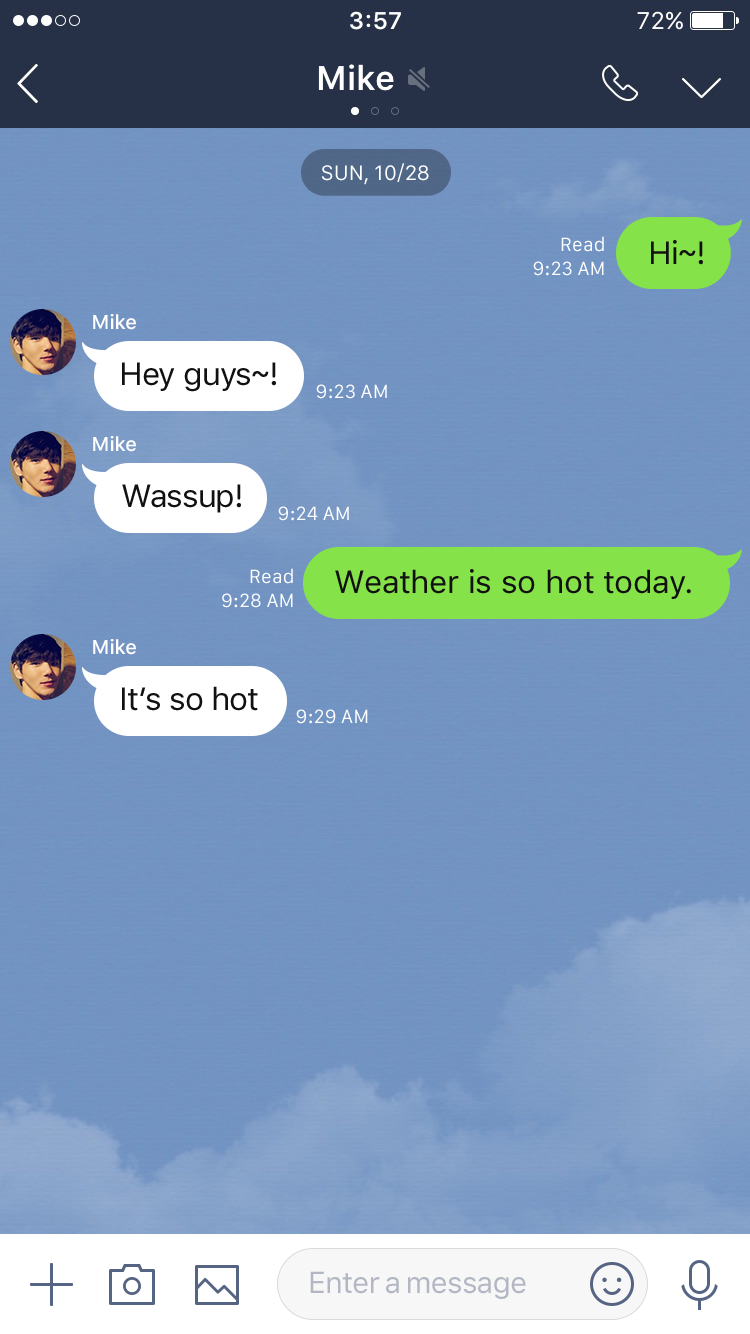 3:57
72%
Mike
SUN, 10/28
Read
9:23 AM
Hi~!
Mike
Hey guys~!
9:23 AM
Mike
Wassup!
9:24 AM
Read
9:28 AM
Weather is so hot today.
Mike
It's so hot
9:29 AM
Enter a message